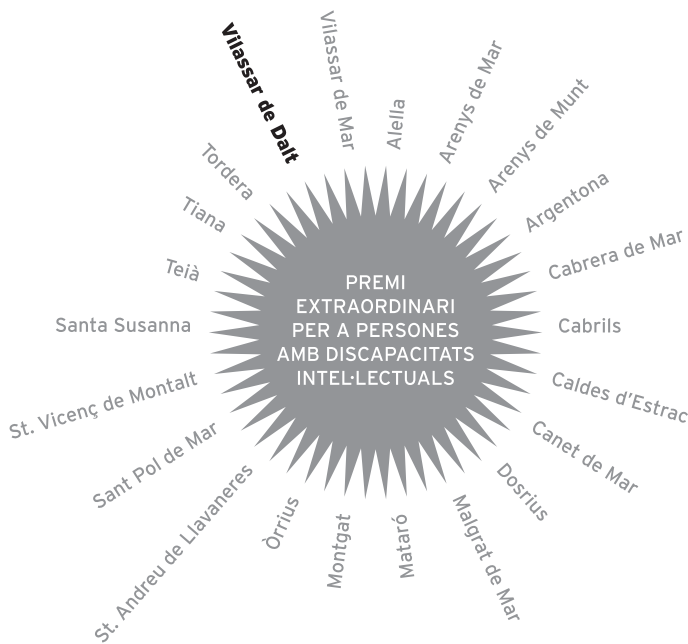 Vilassar de Dalt
Vilassar de Mar
Alella
Arenys de Mar
Arenys de Munt
Argentona
Cabrera de Mar
Cabrils
Caldes d'Estrac
Canet de Mar
Dosrius
Malgrat de Mar
Mataró
Montgat
Òrrius
St. Andreu de Llavaneres
Sant Pol de Mar
St. Vicenç de Montalt
Santa Susanna
Teià
Tiana
Tordera
PREMI
EXTRAORDINARI
PER A PERSONES
AMB DISCAPACITATS
INTEL·LECTUALS